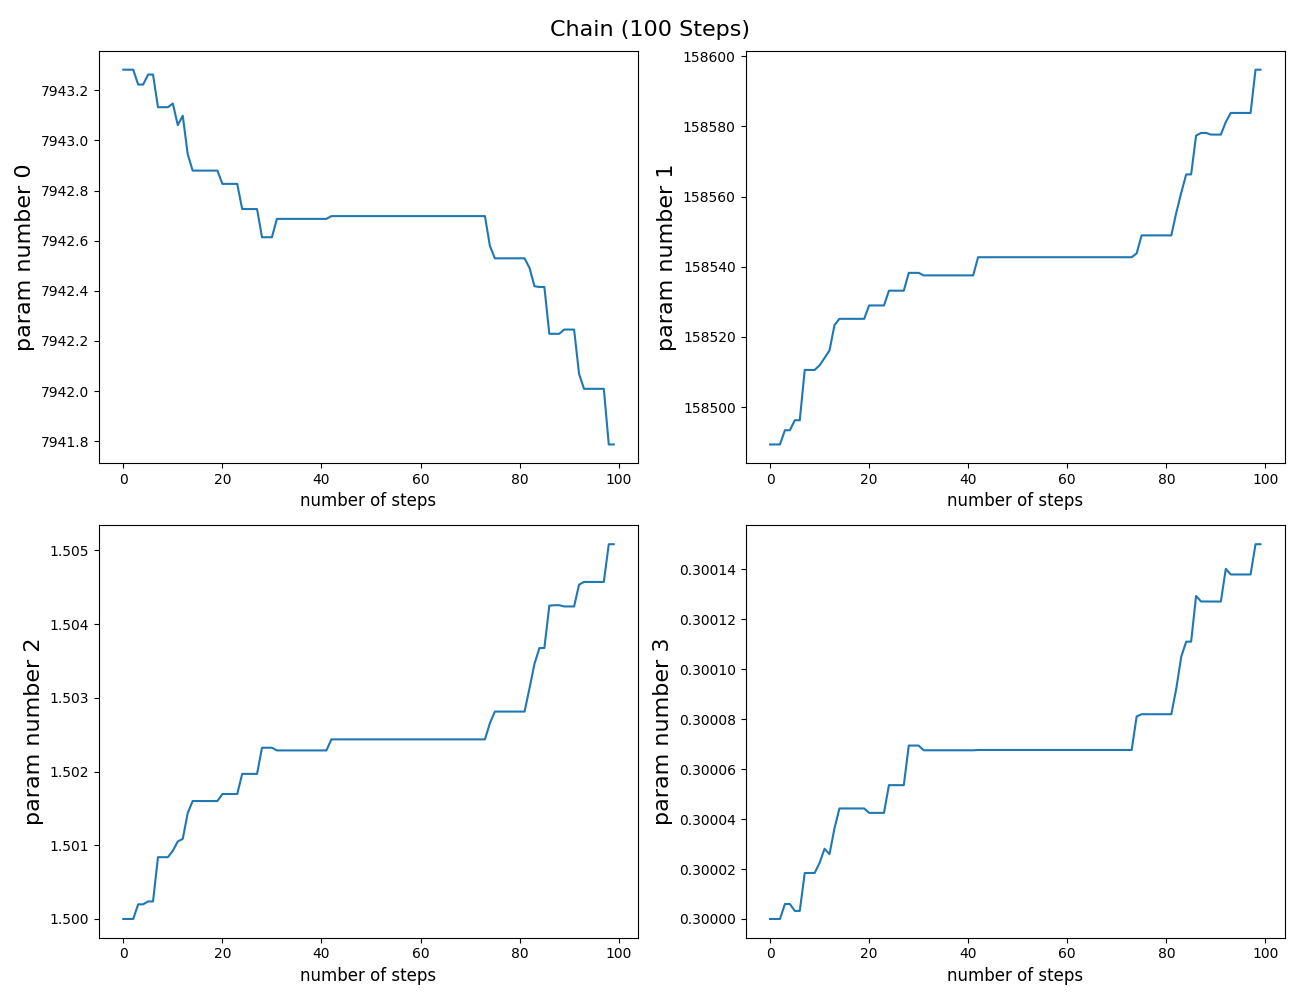 Chain (100 Steps)
param number 0
7943.2
7943.0
7942.8
7942.6
7942.4
7942.2
7942.0
7941.8
0 20 40 60 80 100
number of steps
param number 1
158600
158580
158560
158540
158520
158500
0 20 40 60 80 100
number of steps
param number 2
1.505
1.504
1.503
1.502
1.501
1.500
0 20 40 60 80 100
number of steps
param number 3
0.30014
0.30012
0.30010
0.30008
0.30006
0.30004
0.30002
0.30000
0 20 40 60 80 100
number of steps